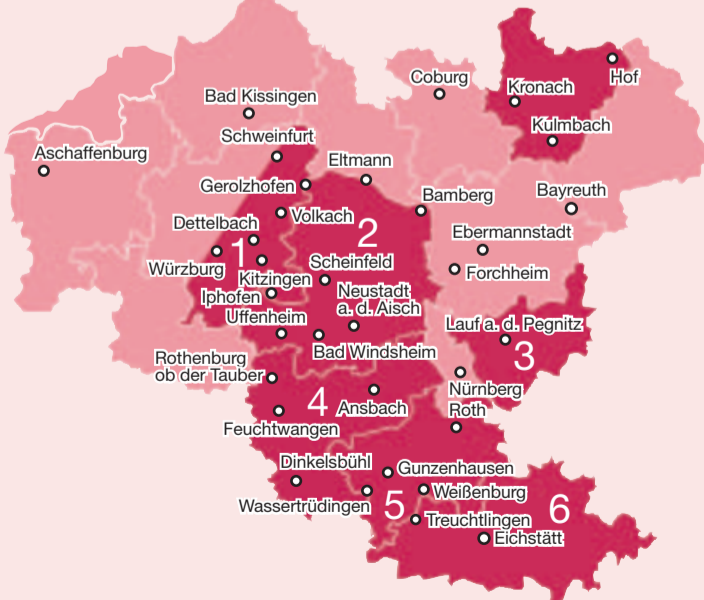 Coburg
Hof
Kronach
Bad Kissingen
Kulmbach
Schweinfurt
Aschaffenburg
Eltmann
Gerolzhofen
Bamberg
Bayreuth
Volkach
Dettelbach
2
Ebermannstadt
1
Würzburg
Scheinfeld
Forchheim
Kitzingen
Iphofen
Neustadt
a. d. Aisch
Uffenheim
Lauf a. d. Pegnitz
Bad Windsheim
3
Rothenburg
ob der Tauber
Nürnberg
4
Ansbach
Roth
Feuchtwangen
Dinkelsbühl
Gunzenhausen
Weißenburg
Wassertrüdingen
5
6
Treuchtlingen
Eichstätt